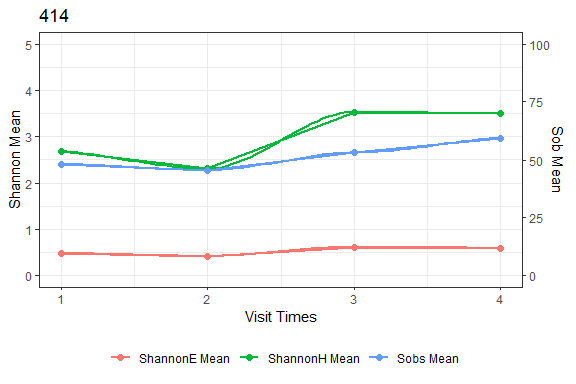 414
5
4
3
2
1
0
Shannon Mean
100
75
50
25
0
Sob Mean
1 2 3 4
Visit Times
ShannonE Mean ShannonH Mean Sobs Mean